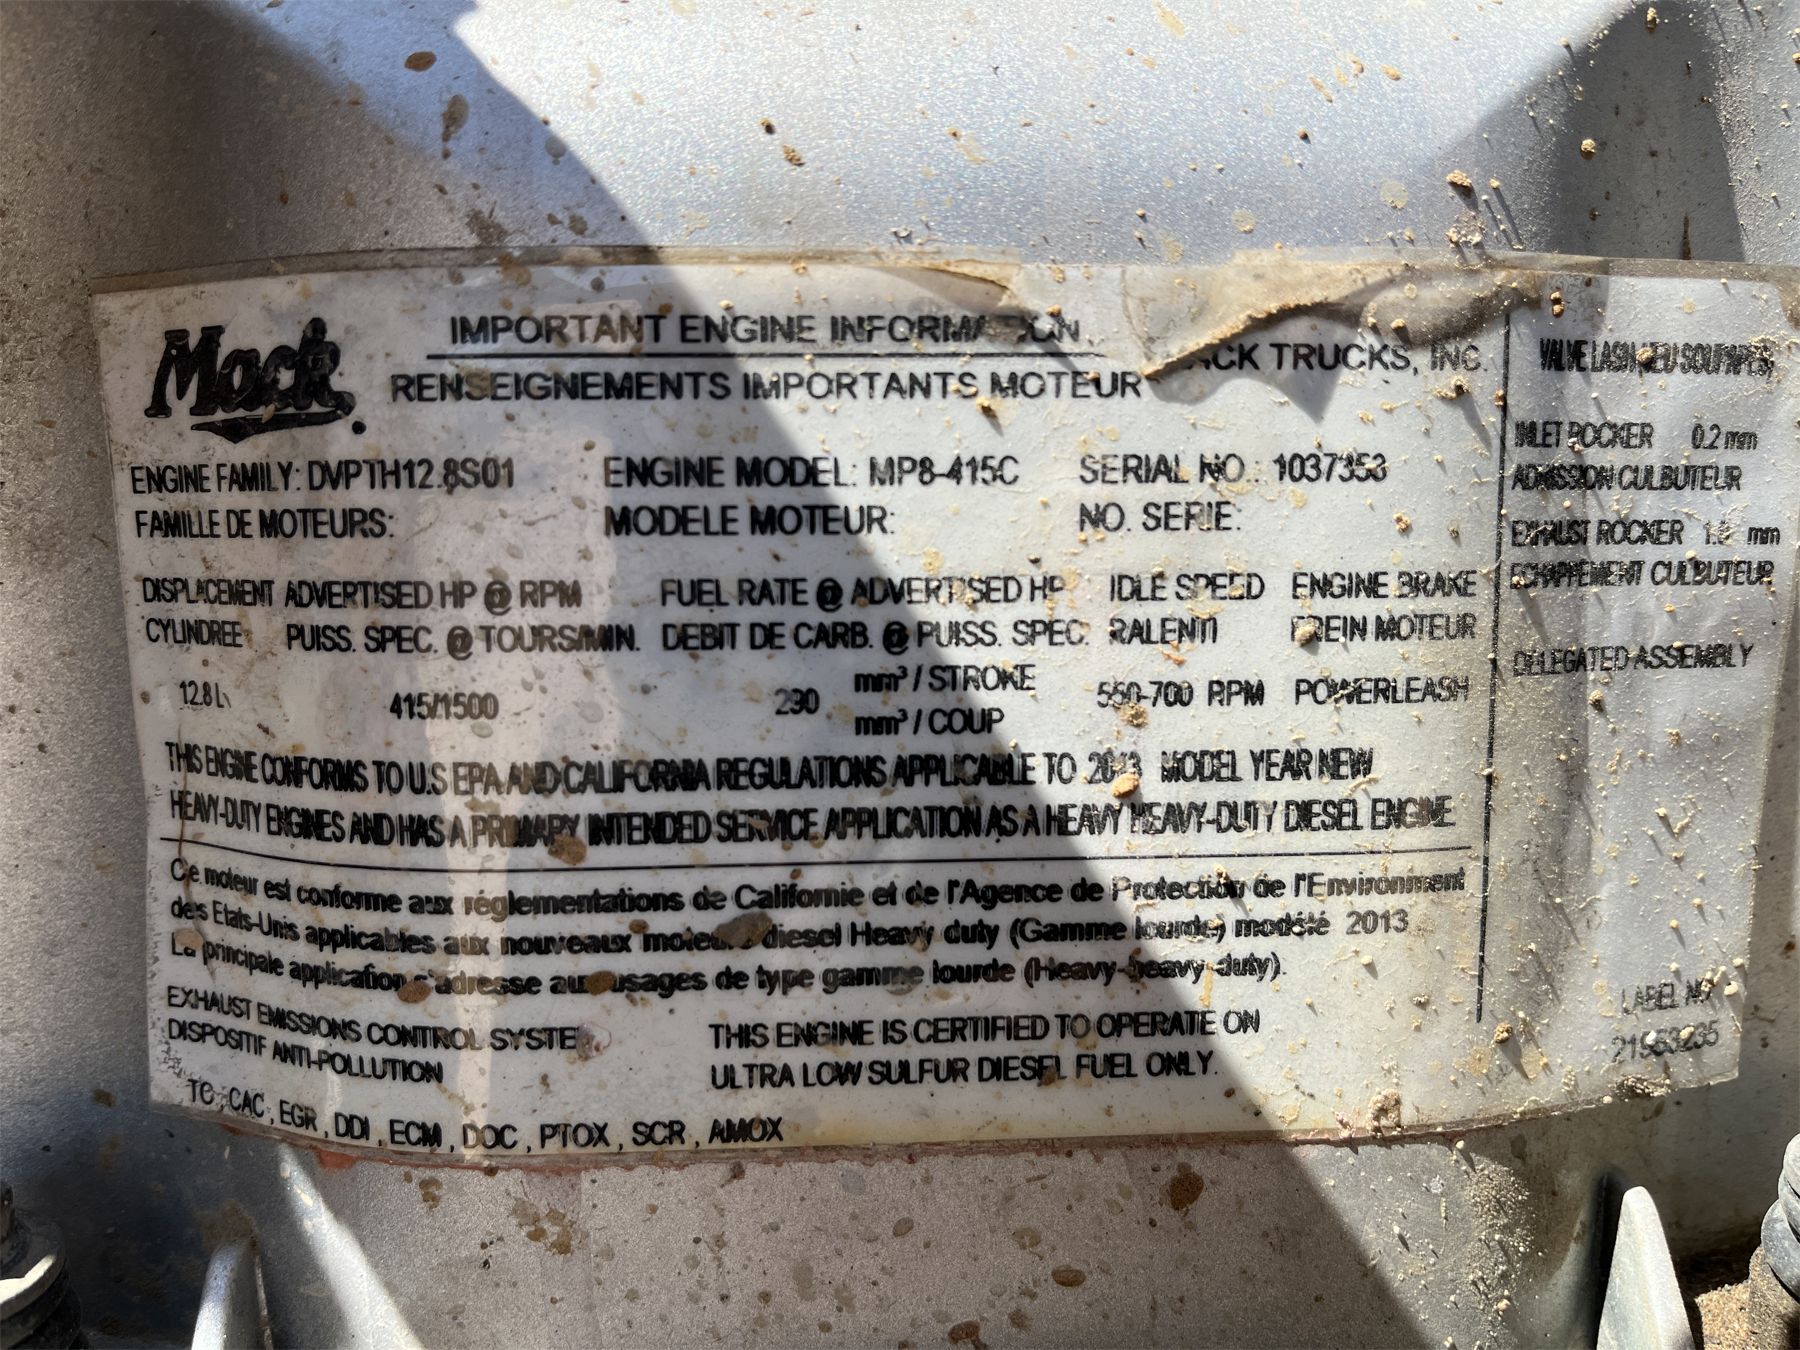 Mack
IMPORTANT ENGINE INFORMATION
RENSEIGNEMENTS IMPORTANTS MOTEUR
TRUCKS, INC.
ENGINE FAMILY: DVPTH12.8S01 ENGINE MODEL: MP8-415C SERIAL NO.: 1037353
FAMILLE DE MOTEURS: MODELE MOTEUR: NO. SERIE:
DISPLACEMENT ADVERTISED HP @ RPM FUEL RATE @ ADVERTISED HP IDLE SPEED ENGINE BRAKE
CYLINDREE PUISS. SPEC. @ TOURS/MIN. DEBIT DE CARB. @ PUISS. SPEC. RALENTI FREIN MOTEUR
12.8 L 415/1500 290 mm³ / STROKE 550-700 RPM POWERLEASH
mm³ / COUP
THIS ENGINE CONFORMS TO U.S EPA AND CALIFORNIA REGULATIONS APPLICABLE TO 2013 MODEL YEAR NEW
HEAVY-DUTY ENGINES AND HAS A PRIMARY INTENDED SERVICE APPLICATION AS A HEAVY HEAVY-DUTY DIESEL ENGINE
Ce moteur est conforme aux réglementations de Californie et de l'Agence de Protection de l'Environment
des Etats-Unis applicables aux nouveaux moteurs diesel Heavy duty (Gamme lourde) modélé 2013
La principale application s'adresse aux usages de type gamme lourde (Heavy-heavy-duty).
EXHAUST EMISSIONS CONTROL SYSTEM
DISPOSITIF ANTI-POLLUTION
TC , CAC , EGR , DDI , ECM , DOC , PTOX , SCR , AMOX
THIS ENGINE IS CERTIFIED TO OPERATE ON
ULTRA LOW SULFUR DIESEL FUEL ONLY.
VALVE LASH
INLET ROCKER 0.2 mm
ADMISSION CULBUTEUR
EXHAUST ROCKER mm
ECHAPPEMENT CULBUTEUR
DELEGATED ASSEMBLY
LABEL NO